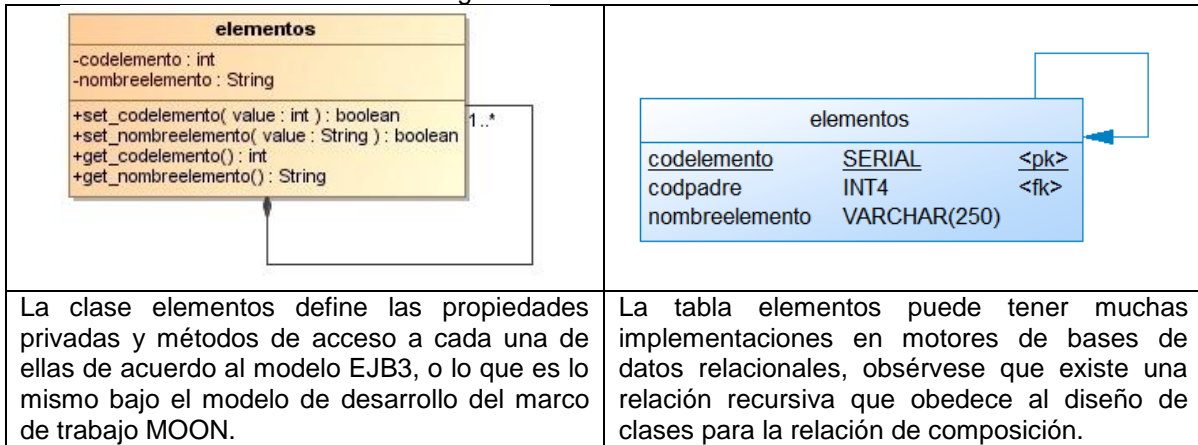 elementos
-codelemento : int
-nombreelemento : String
+set_codelemento( value : int ) : boolean
+set_nombreelemento( value : String ) : boolean
+get_codelemento() : int
+get_nombreelemento() : String
1..*
elementos
codelemento SERIAL <pk>
codpadre INT4 <fk>
nombreelemento VARCHAR(250)
La clase elementos define las propiedades
privadas y métodos de acceso a cada una de
ellas de acuerdo al modelo EJB3, o lo que es lo
mismo bajo el modelo de desarrollo del marco
de trabajo MOON.
La tabla elementos puede tener muchas
implementaciones en motores de bases de
datos relacionales, obsérvese que existe una
relación recursiva que obedece al diseño de
clases para la relación de composición.